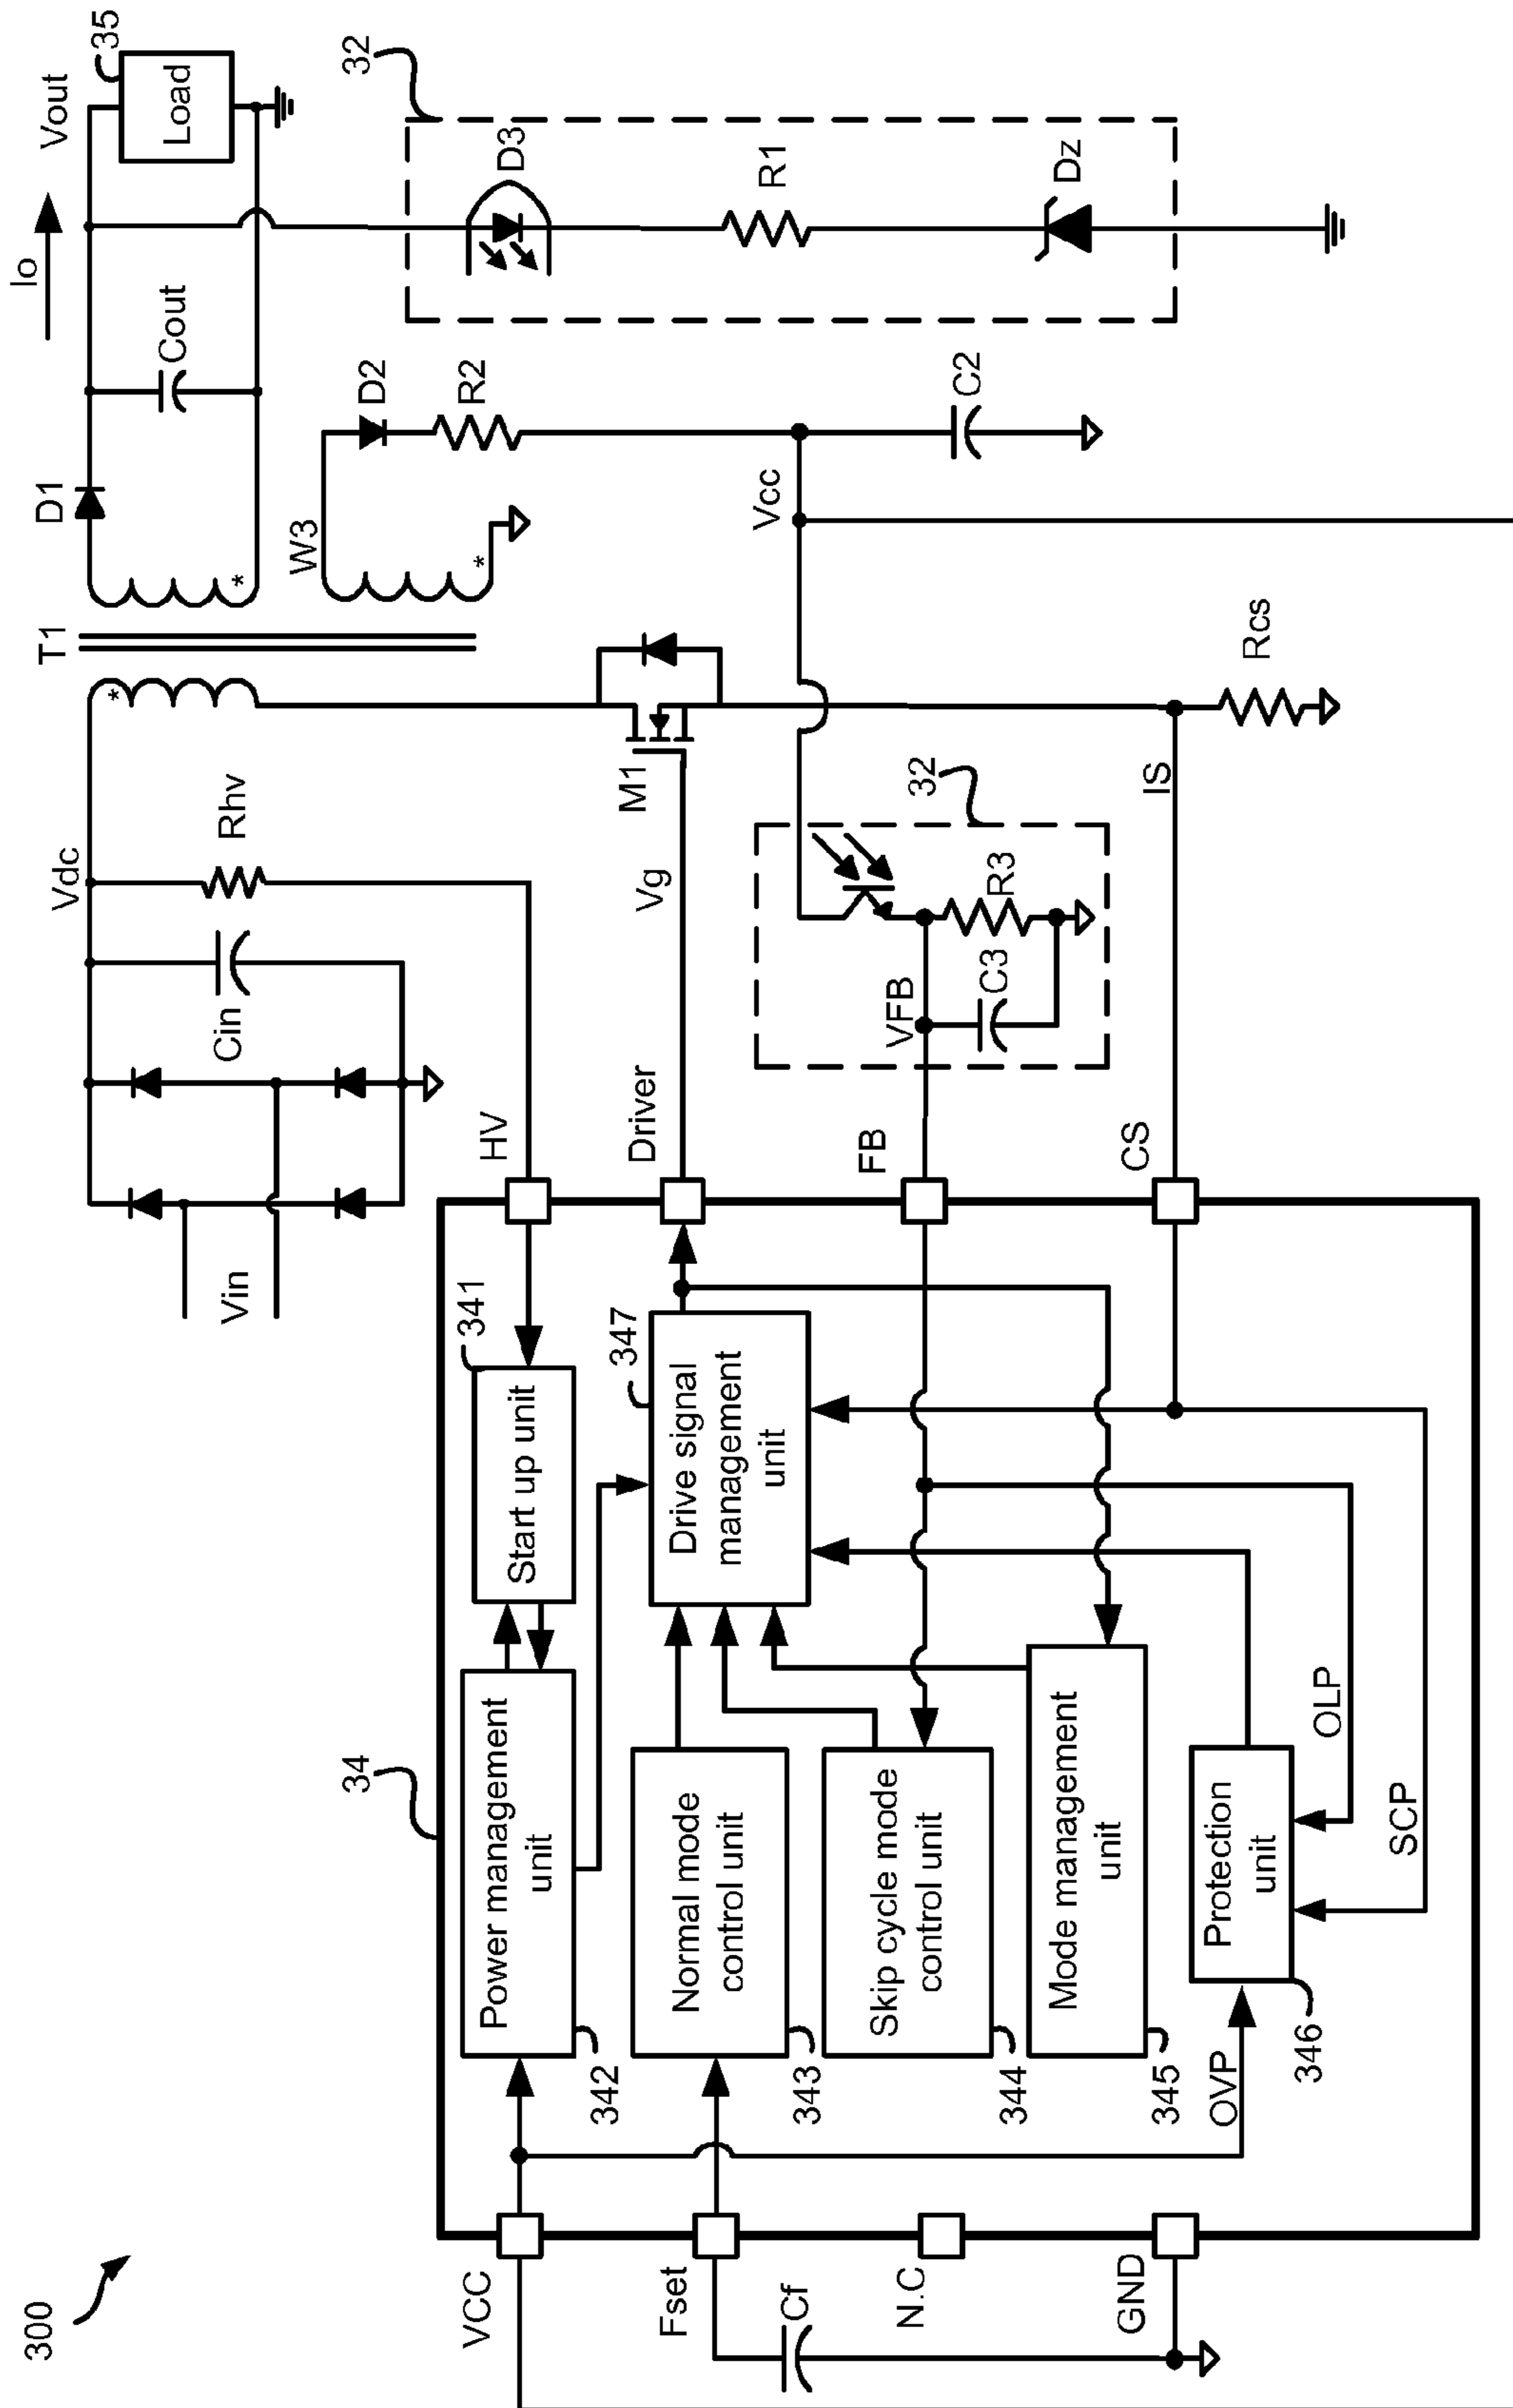 300
Vin
Cin
Vdc
Rhv
T1
D1
Io
Cout
Vout
35
Load
*
*
W3
*
D2
R2
Vcc
C2
32
D3
R1
Dz
M1
Vg
32
VFB
C3
R3
IS
Rcs
34
HV
Driver
FB
CS
VCC
Fset
N.C
GND
Cf
341
Start up unit
Power management
unit
342
347
Drive signal
management
unit
Normal mode
control unit
343
Skip cycle mode
control unit
344
Mode management
unit
345
OVP
Protection
unit
346
OLP
SCP